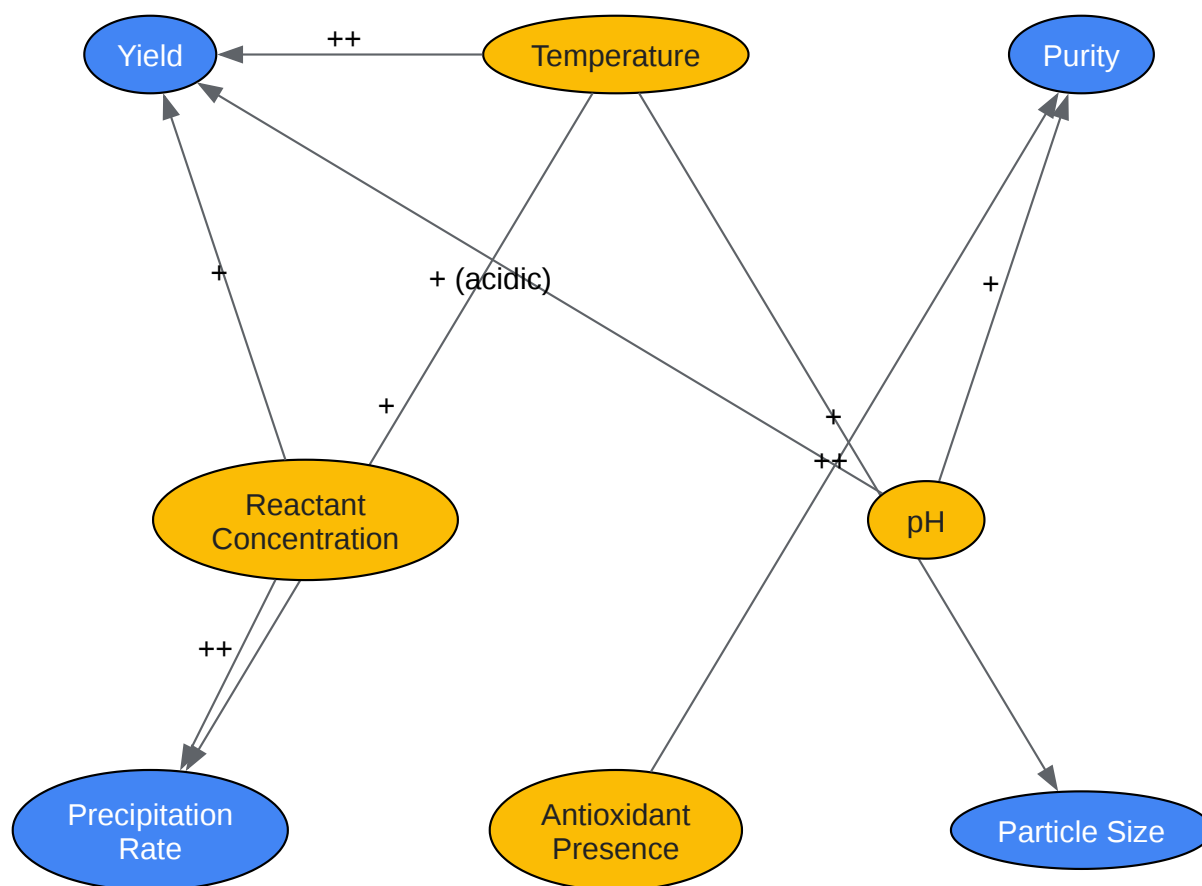 Yield
++
Temperature
Purity
+
+ (acidic)
+
+
+
++
Reactant
Concentration
pH
++
Precipitation
Rate
Antioxidant
Presence
Particle Size